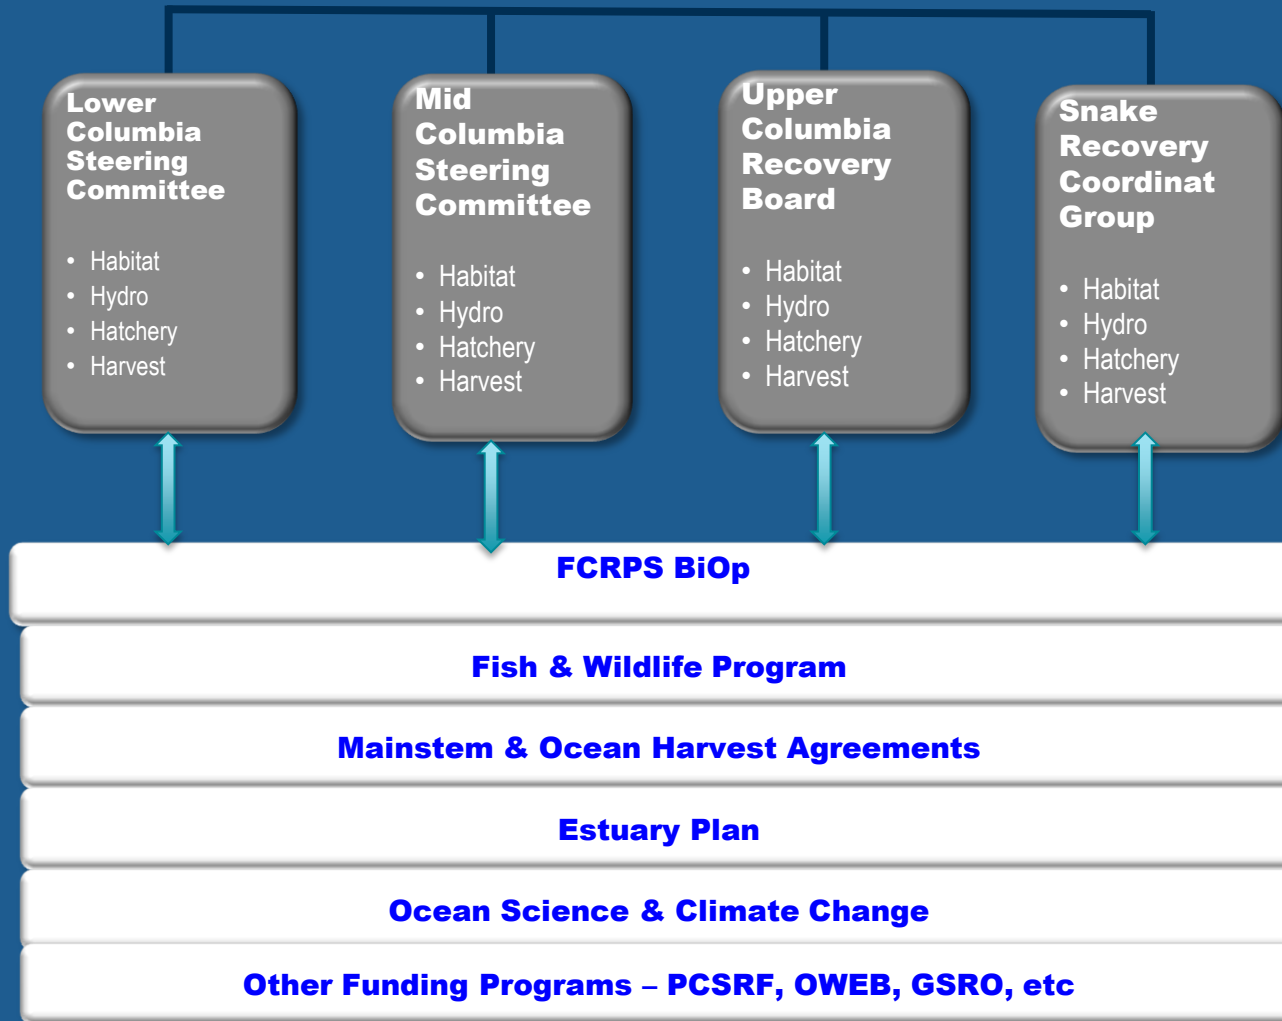 Lower
Columbia
Steering
Committee
• Habitat
• Hydro
• Hatchery
• Harvest
Mid
Columbia
Steering
Committee
• Habitat
• Hydro
• Hatchery
• Harvest
Upper
Columbia
Recovery
Board
• Habitat
• Hydro
• Hatchery
• Harvest
Snake
Recovery
Coordinat
Group
• Habitat
• Hydro
• Hatchery
• Harvest
FCRPS BiOp
Fish & Wildlife Program
Mainstem & Ocean Harvest Agreements
Estuary Plan
Ocean Science & Climate Change
Other Funding Programs – PCSRF, OWEB, GSRO, etc